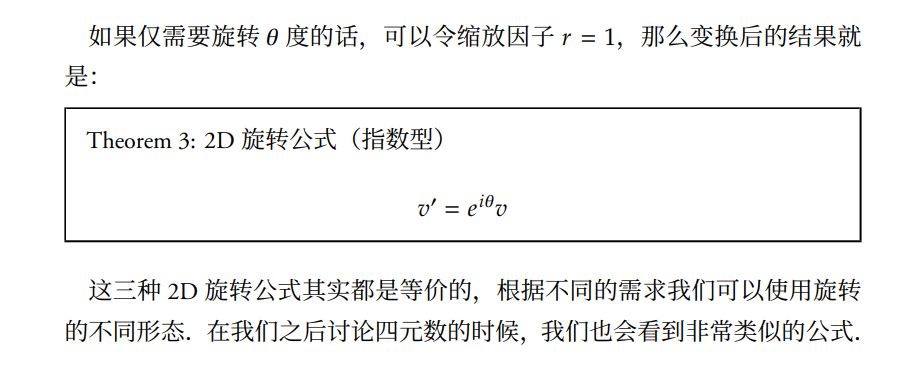 如果仅需要旋转 θ 度的话，可以令缩放因子 r = 1，那么变换后的结果就
是：
Theorem 3: 2D 旋转公式（指数型）
v′ = e^{iθ}v
这三种 2D 旋转公式其实都是等价的，根据不同的需求我们可以使用旋转
的不同形态．在我们之后讨论四元数的时候，我们也会看到非常类似的公式．